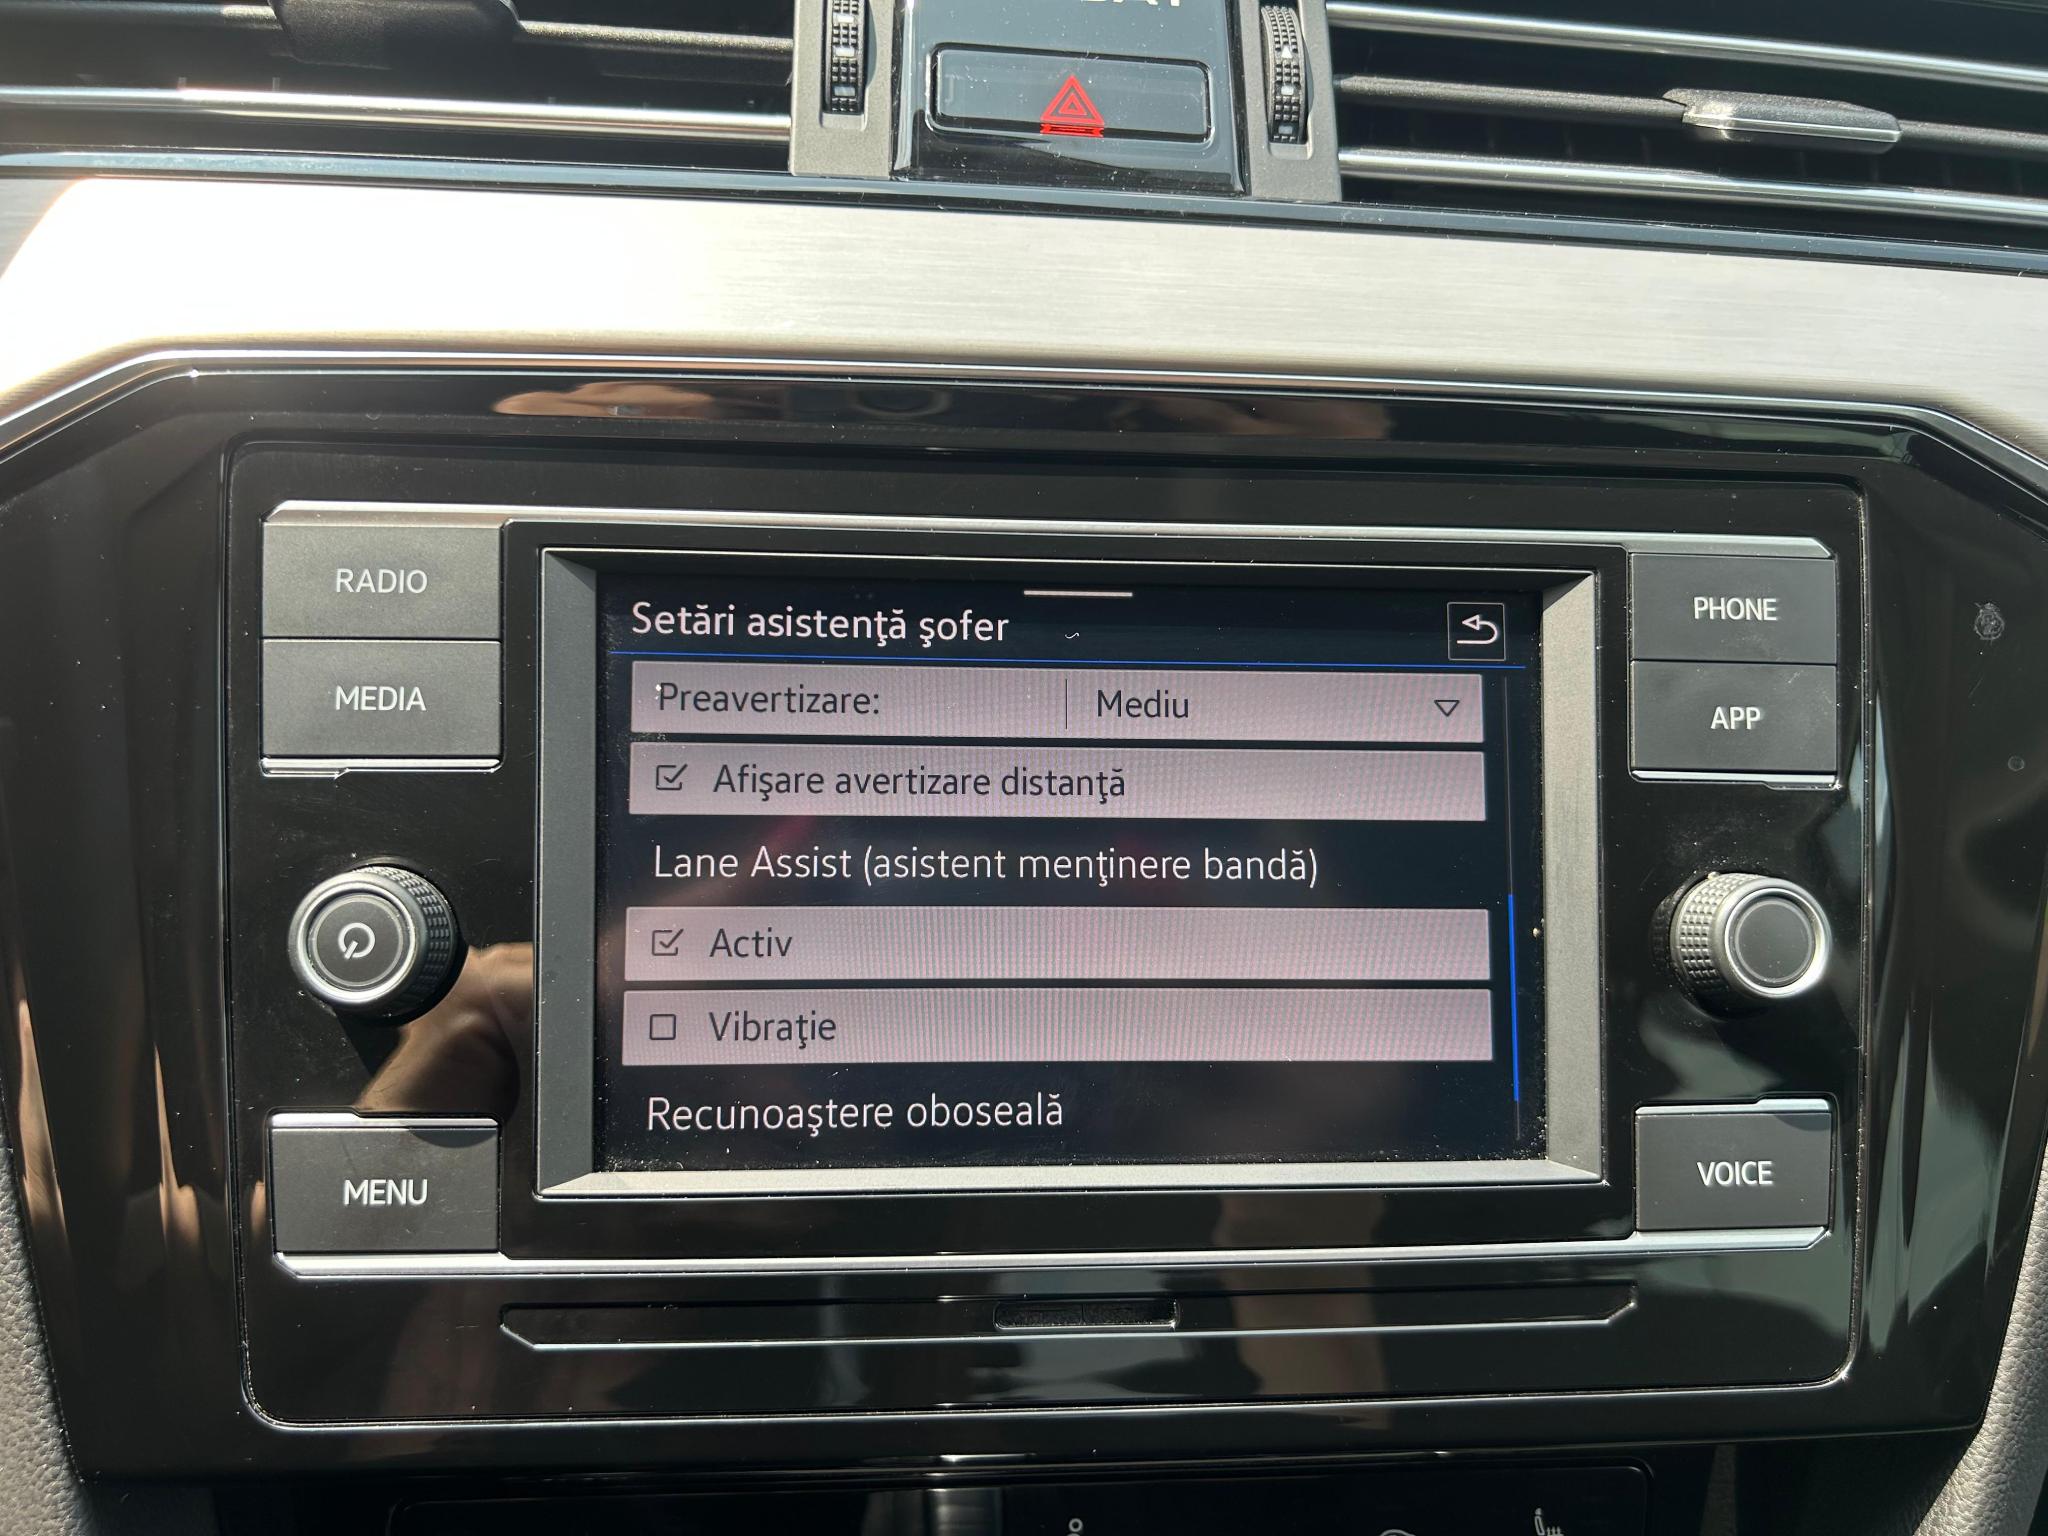 RADIO
MEDIA
MENU
Setări asistenţă şofer
Preavertizare: Mediu
Afişare avertizare distanţă
Lane Assist (asistent menţinere bandă)
Activ
Vibraţie
Recunoaştere oboseală
PHONE
APP
VOICE